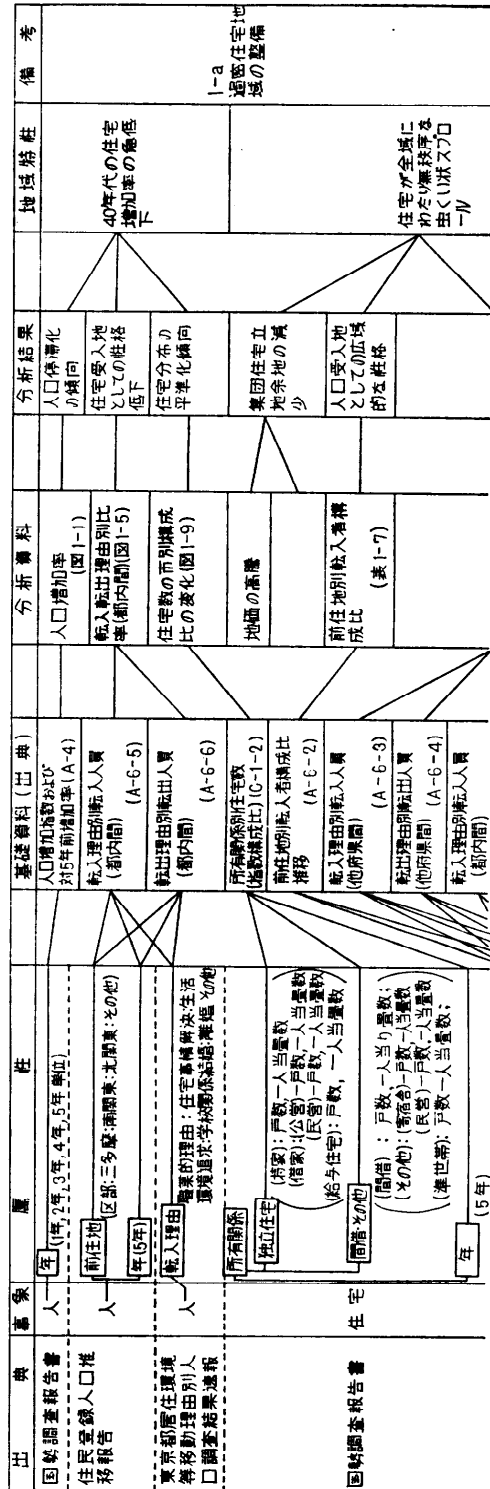 出典
事象
属性
基礎資料(出典)
分析資料
分析結果
地域特性
備考
国勢調査報告書
住民登録人口推
移報告
東京都居住環境
等移動理由別人
口調査結果速報
国勢調査報告書
人
人
人
住宅
年
(1年,2年,3年,4年,5年単位)
前住地
(区部:三多摩:南関東:北関東:その他)
年(5年)
転入理由
職業的理由:住宅事情解決:生活
環境追求:学校関係:結婚:離婚:その他
所有関係
独立住宅
(持家):戸数,一人当畳数
(借家):(公営)-戸数,一人当畳数
(民営)-戸数,一人当畳数
(給与住宅):戸数,一人当畳数
間借・その他
(間借):戸数,一人当り畳数;
(その他):(寄宿舎)-戸数,一人当畳数
(民営)-戸数,一人当畳数
(準世帯):戸数,一人当畳数;
年
(5年)
人口増加指数および
対5年前増加率(A-4)
転入理由別転入人員
(都内間)
(A-6-5)
転出理由別転出人員
(都内間)
(A-6-6)
所有関係別住宅数
(指数構成比)(C-1-2)
前住地別転入者構成比
推移
(A-6-2)
転入理由別転入人員
(他府県間)
(A-6-3)
転出理由別転出人員
(他府県間)
(A-6-4)
転入理由別転入人員
(都内間)
人口増加率
(図1-1)
転入転出理由別比
率(都内間)(図1-5)
住宅数の市別構成
比の変化(図1-9)
地価の高騰
前住地別転入者構
成比
(表1-7)
人口停滞化
の傾向
住宅受入地
としての性格
低下
住宅分布の
平準化傾向
集団住宅立
地余地の減
少
人口受入地
としての広域
的な性格
40年代の住宅
増加率の急低
下
住宅が全域に
わたり無秩序な
虫くい状スプロ
ール
1-a
過密住宅地
域の整備